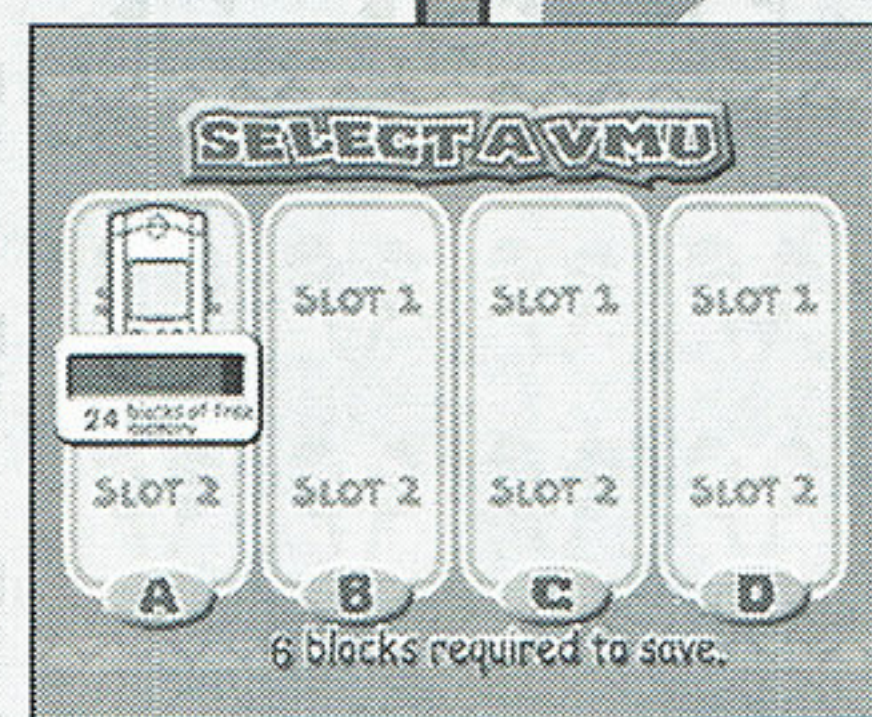 SELECT A VMU
SLOT 1
SLOT 1
SLOT 1
24 blocks of free
memory
SLOT 2
SLOT 2
SLOT 2
SLOT 2
A
B
C
D
6 blocks required to save.